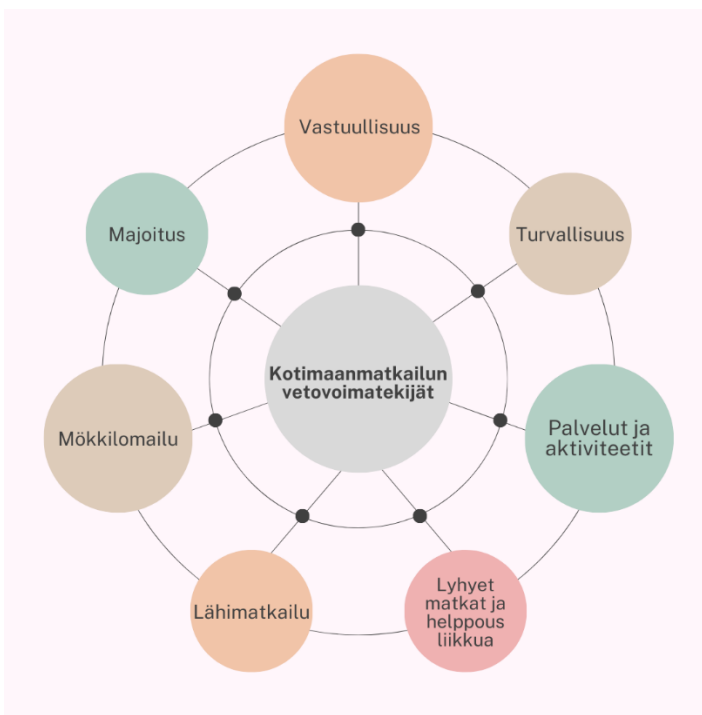 Vastuullisuus
Majoitus
Turvallisuus
Kotimaanmatkailun
vetovoimatekijät
Mökkilomailu
Palvelut ja
aktiviteetit
Lähimatkailu
Lyhyet
matkat ja
helppous
liikkua